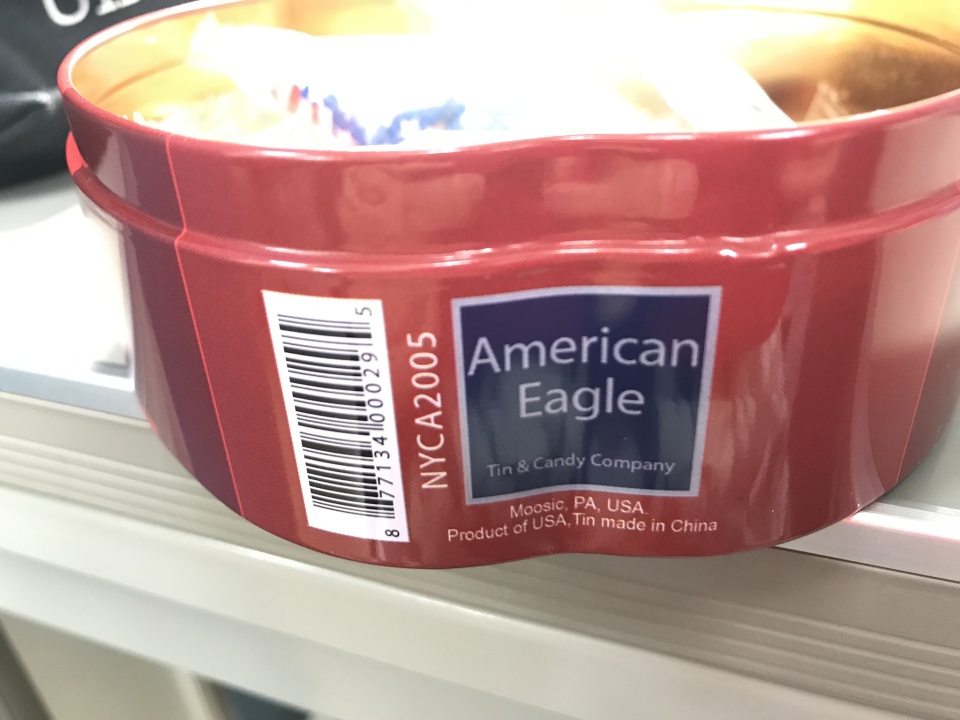 8 77134 00029 5
NYCA2005
American
Eagle
Tin & Candy Company
Moosic, PA, USA.
Product of USA, Tin made in China